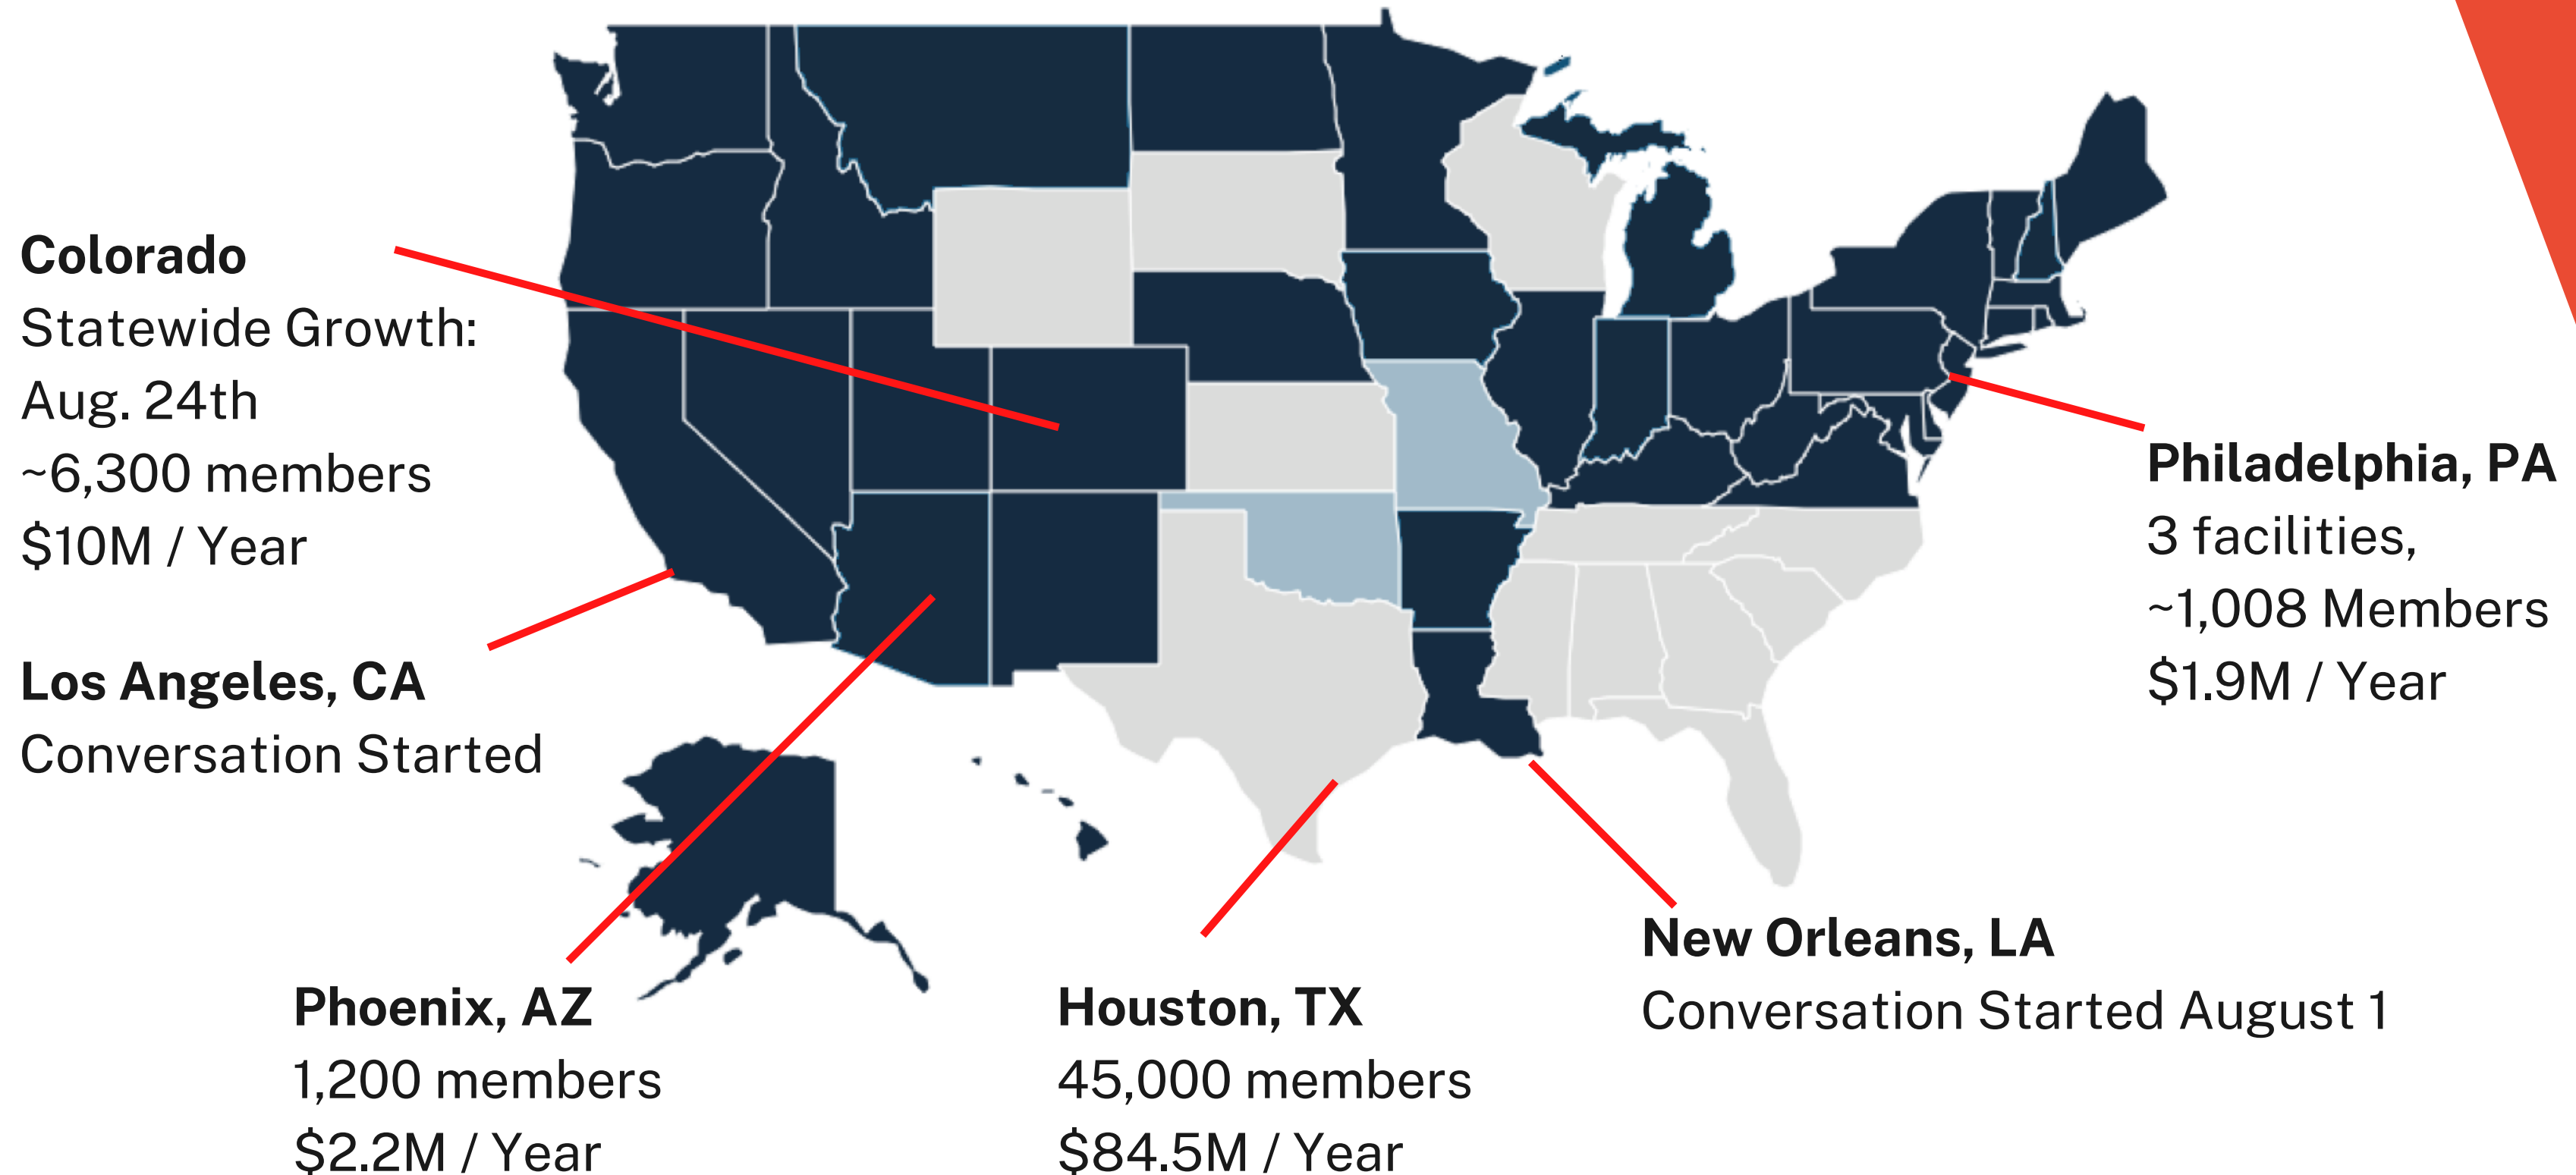 Colorado
Statewide Growth:
Aug. 24th
~6,300 members
$10M / Year
Los Angeles, CA
Conversation Started
Phoenix, AZ
1,200 members
$2.2M / Year
Houston, TX
45,000 members
$84.5M / Year
New Orleans, LA
Conversation Started August 1
Philadelphia, PA
3 facilities,
~1,008 Members
$1.9M / Year